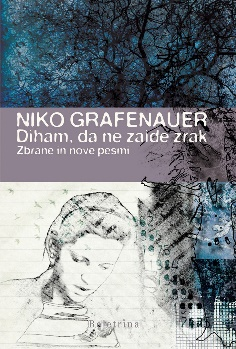 NIKO GRAFENAUER
Diham, da ne zaide zrak
Zbrane in nove pesmi
Beletrina